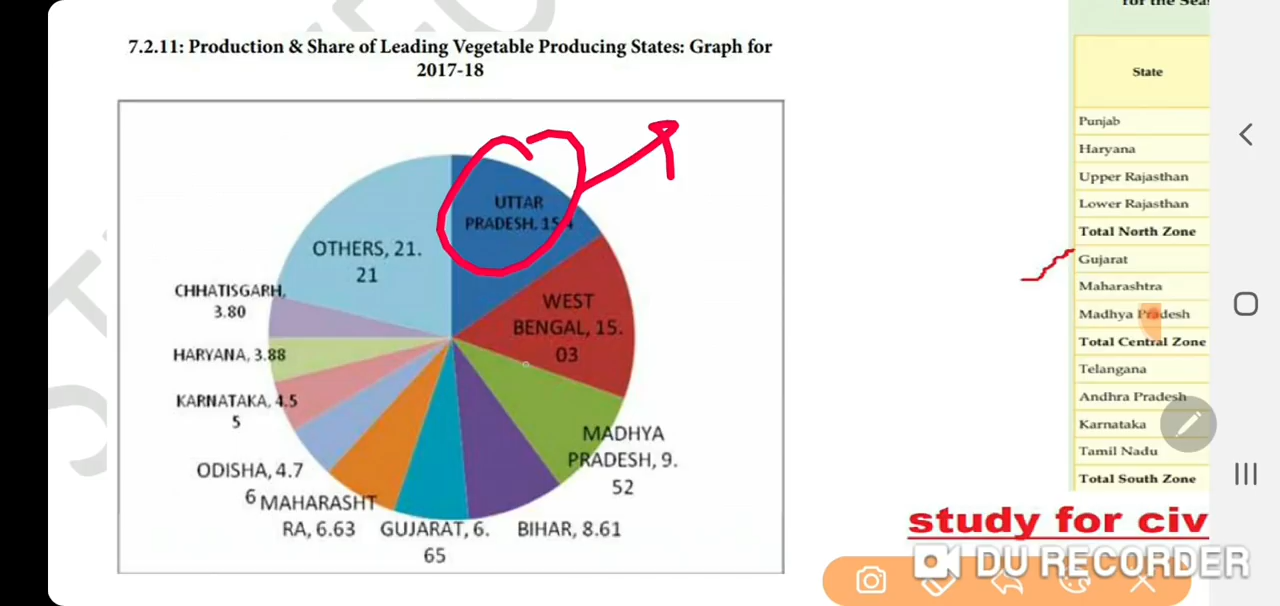 7.2.11: Production & Share of Leading Vegetable Producing States: Graph for
2017-18
UTTAR
PRADESH, 15.4
WEST
BENGAL, 15.
03
MADHYA
PRADESH, 9.
52
BIHAR, 8.61
GUJARAT, 6.
65
MAHARASHT
RA, 6.63
ODISHA, 4.7
6
KARNATAKA, 4.5
5
HARYANA, 3.88
CHHATISGARH,
3.80
OTHERS, 21.
21
State
Punjab
Haryana
Upper Rajasthan
Lower Rajasthan
Total North Zone
Gujarat
Maharashtra
Madhya Pradesh
Total Central Zone
Telangana
Andhra Pradesh
Karnataka
Tamil Nadu
Total South Zone
study for civ
DU RECORDER